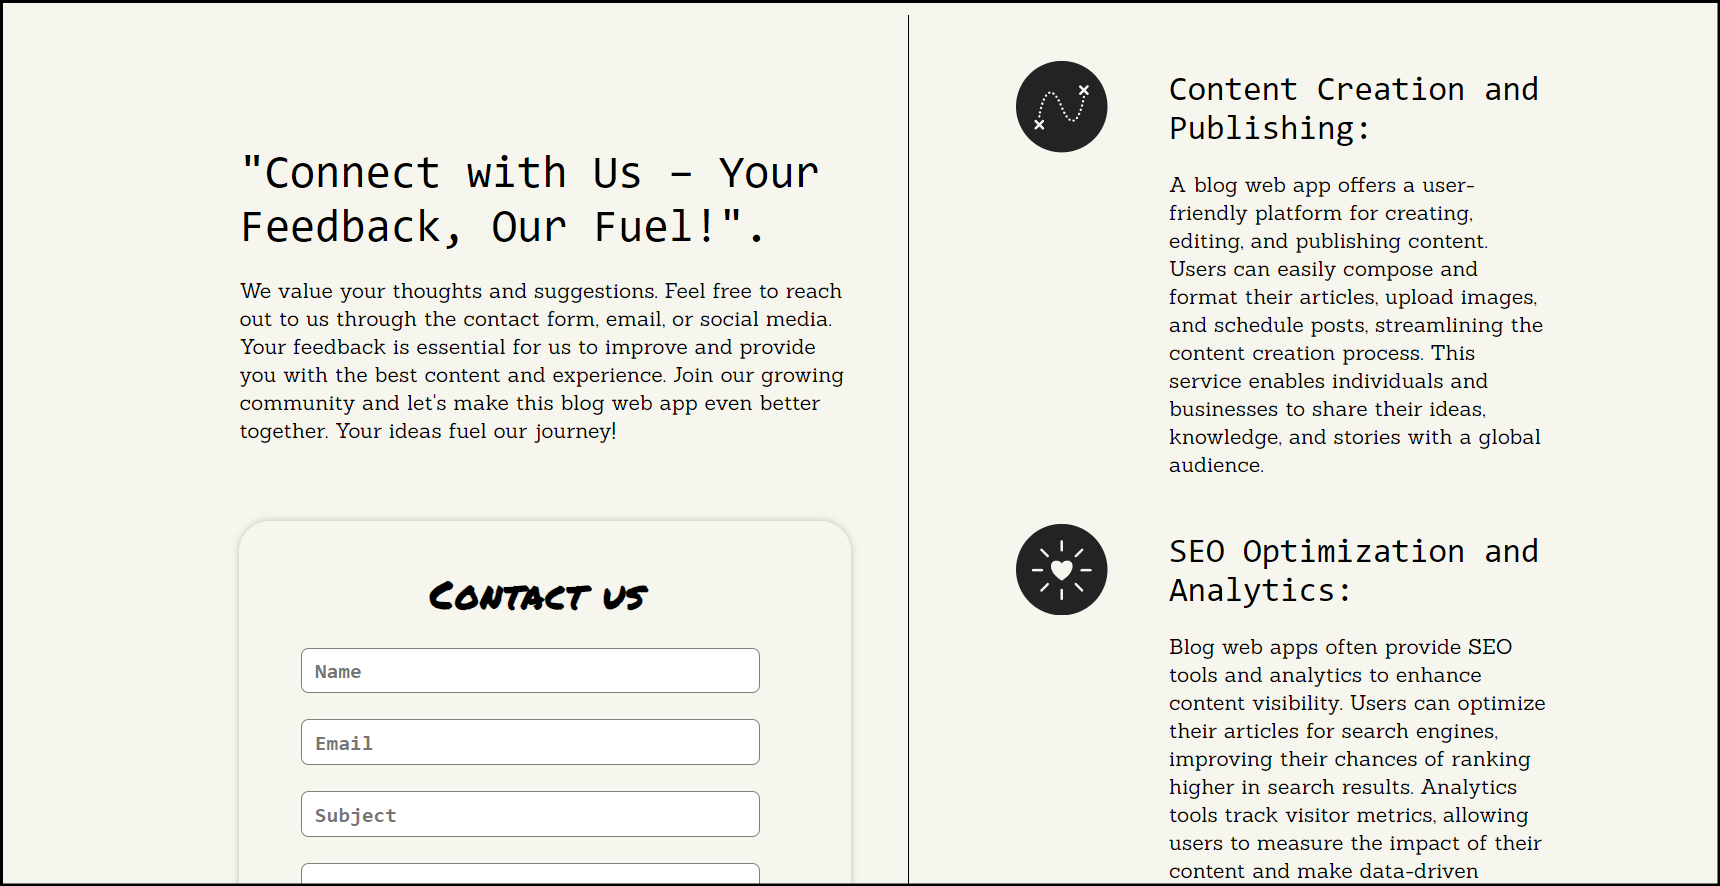 "Connect with Us – Your
Feedback, Our Fuel!".
We value your thoughts and suggestions. Feel free to reach
out to us through the contact form, email, or social media.
Your feedback is essential for us to improve and provide
you with the best content and experience. Join our growing
community and let's make this blog web app even better
together. Your ideas fuel our journey!
Contact us
Name
Email
Subject
Content Creation and
Publishing:
A blog web app offers a user-
friendly platform for creating,
editing, and publishing content.
Users can easily compose and
format their articles, upload images,
and schedule posts, streamlining the
content creation process. This
service enables individuals and
businesses to share their ideas,
knowledge, and stories with a global
audience.
SEO Optimization and
Analytics:
Blog web apps often provide SEO
tools and analytics to enhance
content visibility. Users can optimize
their articles for search engines,
improving their chances of ranking
higher in search results. Analytics
tools track visitor metrics, allowing
users to measure the impact of their
content and make data-driven